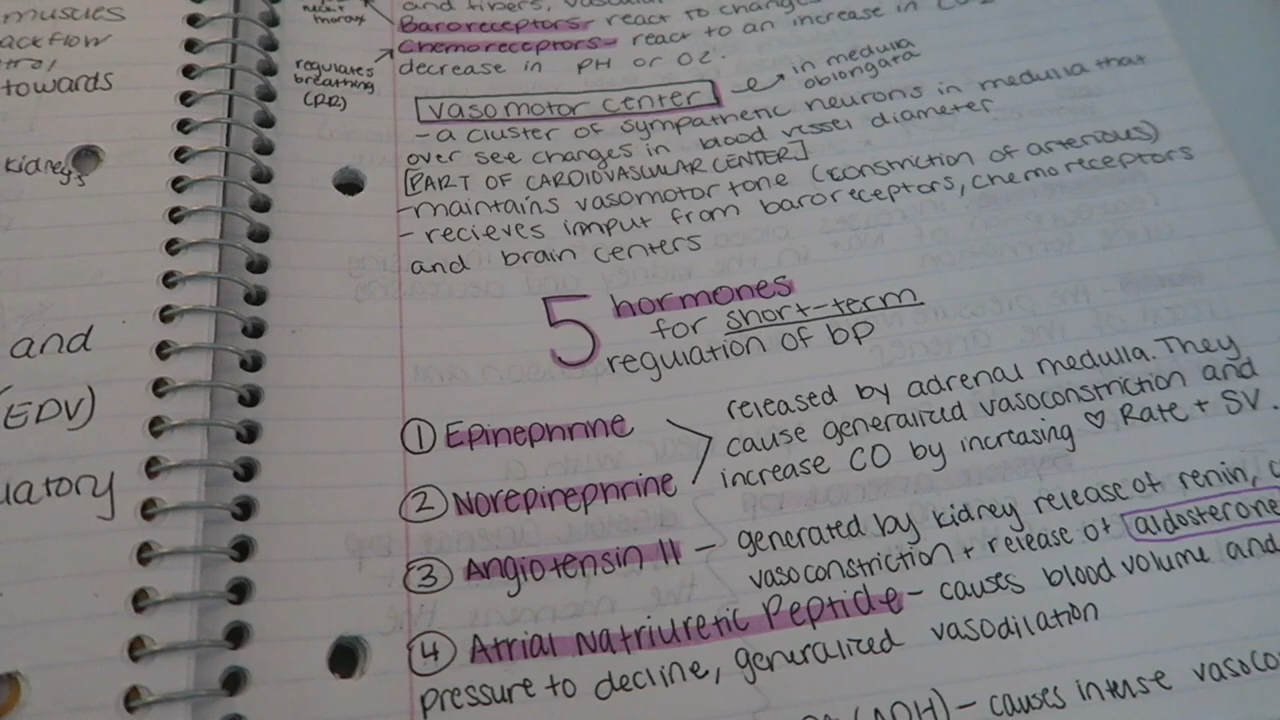 muscles
ackflow
towards
kidneys
and
(EDV)
thorax
regulates
breathing
(RR)
and fibers,
Baroreceptors- react to
Chemoreceptors- react to an increase in
decrease in PH or O2.
vasomotor center
in medulla
oblongata
- a cluster of sympathetic neurons in medulla that
over see changes in blood vessel diameter
[PART OF CARDIOVASCULAR CENTER]
- maintains vasomotor tone (constriction of arterious)
- recieves imput from baroreceptors, chemoreceptors
and brain centers
5 hormones
for short-term
regulation of bp
① Epinephrine
② Norepinephrine
released by adrenal medulla. They
cause generalized vasoconstriction and
increase CO by increasing ♡ Rate + SV.
③ Angiotensin II - generated by kidney release of renin,
vasoconstriction + release of aldosterone
④ Atrial Natriuretic Peptide - causes blood volume and
pressure to decline, generalized vasodilation
(ADH) - causes intense